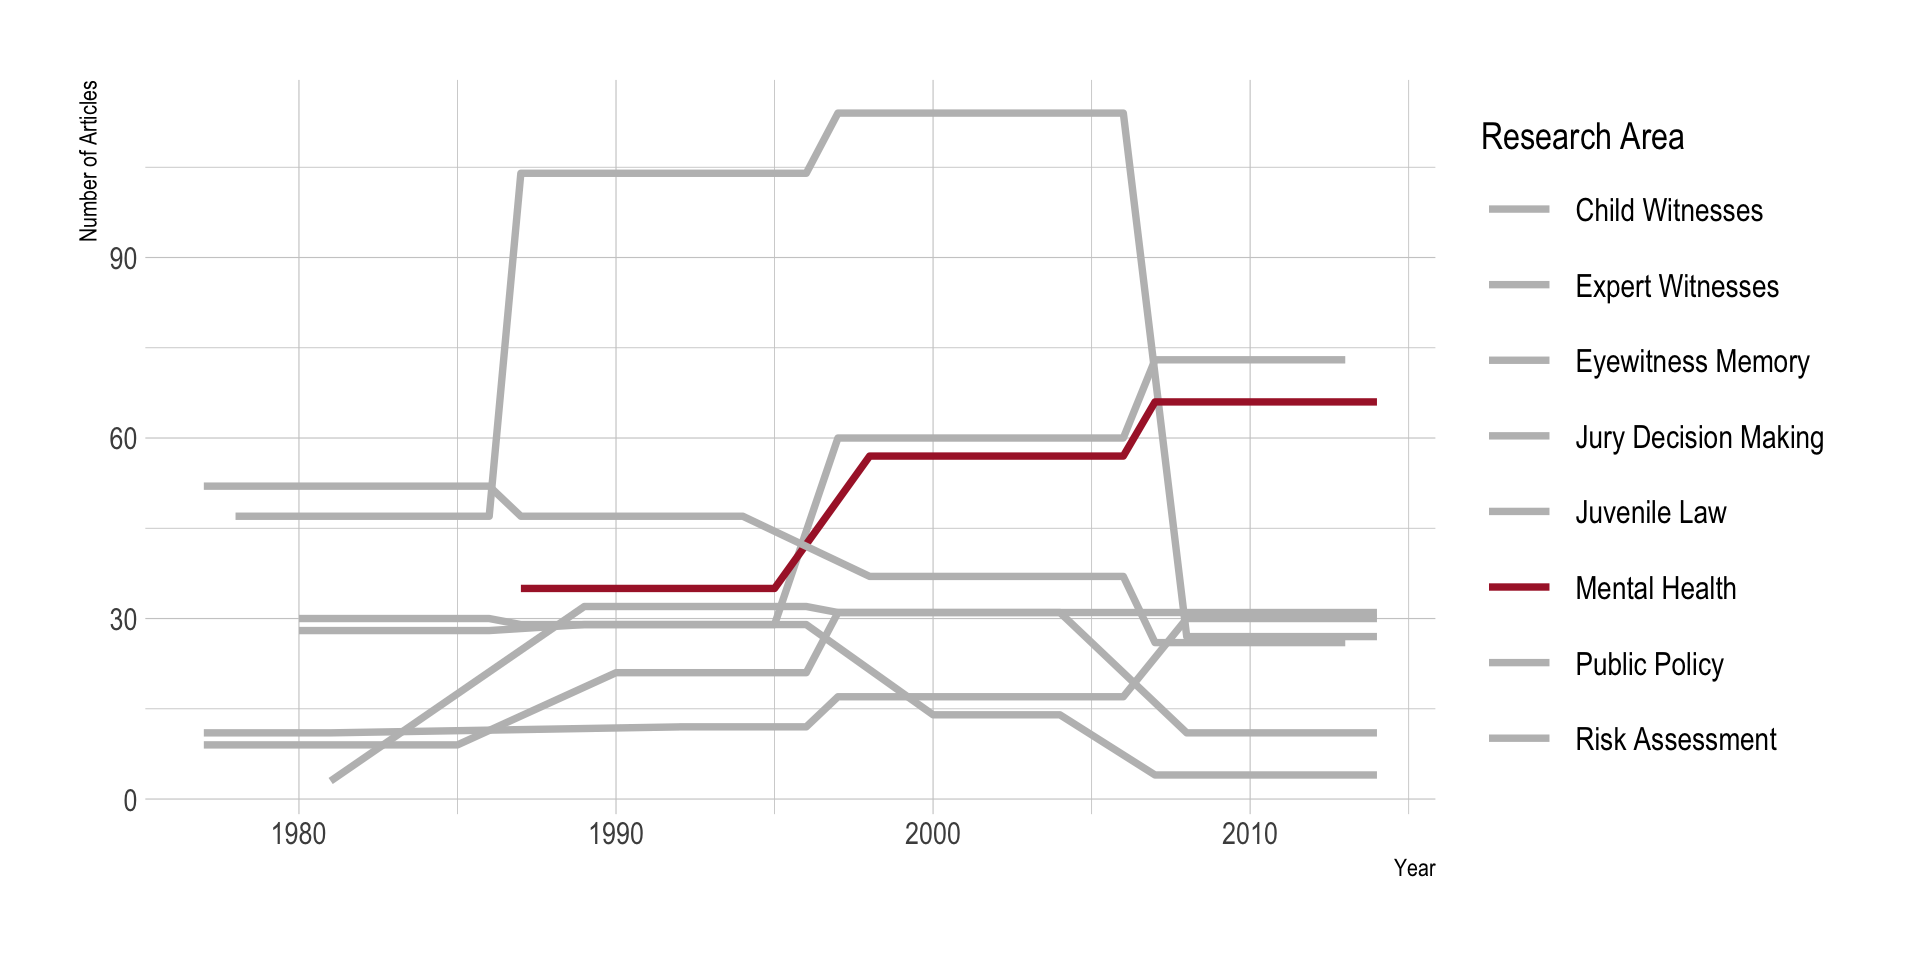 Number of Articles
90
60
30
0
1980
1990
2000
2010
Year
Research Area
Child Witnesses
Expert Witnesses
Eyewitness Memory
Jury Decision Making
Juvenile Law
Mental Health
Public Policy
Risk Assessment